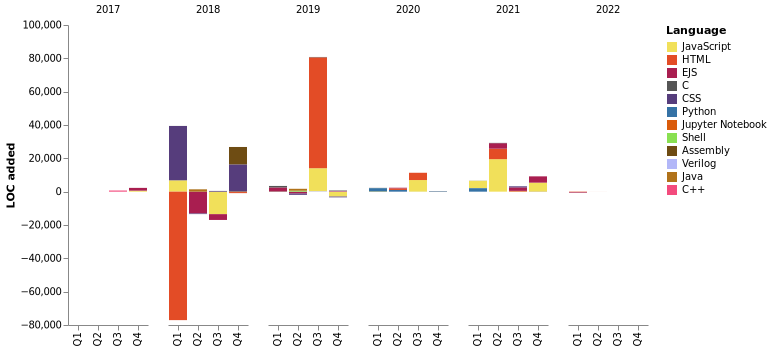 2017 2018 2019 2020 2021 2022
100,000
80,000
60,000
40,000
20,000
0
−20,000
−40,000
−60,000
−80,000
LOC added
Q1 Q2 Q3 Q4 Q1 Q2 Q3 Q4 Q1 Q2 Q3 Q4 Q1 Q2 Q3 Q4 Q1 Q2 Q3 Q4 Q1 Q2 Q3 Q4
Language
JavaScript
HTML
EJS
C
CSS
Python
Jupyter Notebook
Shell
Assembly
Verilog
Java
C++